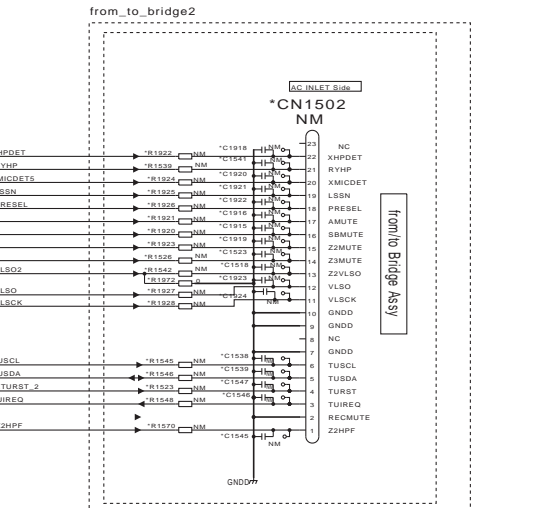 from_to_bridge2
AC INLET Side
*CN1502
NM
23 NC
HPDET *R1922 NM *C1918 NM 22 XHPDET
YHP *R1539 NM *C1541 NM 21 RYHP
MICDET5 *R1924 NM *C1920 NM 20 XMICDET
SSN *R1925 NM *C1921 NM 19 LSSN
RESEL *R1926 NM *C1922 NM 18 PRESEL
*R1921 NM *C1916 NM 17 AMUTE
*R1920 NM *C1915 NM 16 SBMUTE
*R1923 NM *C1919 NM 15 Z2MUTE
*R1526 NM *C1523 NM 14 Z3MUTE
LSO2 *R1542 NM *C1518 NM 13 Z2VLSO
*R1972 0 *C1923 NM
LSO *R1927 NM 12 VLSO
LSCK *R1928 NM *C1924 NM 11 VLSCK
10 GNDD
9 GNDD
8 NC
7 GNDD
USCL *R1545 NM *C1538 NM 6 TUSCL
USDA *R1546 NM *C1539 NM 5 TUSDA
TURST_2 *R1523 NM *C1547 NM 4 TURST
UIREQ *R1548 NM *C1546 NM 3 TUIREQ
2 RECMUTE
2HPF *R1570 NM *C1545 NM 1 Z2HPF
from/to Bridge Assy
GNDD